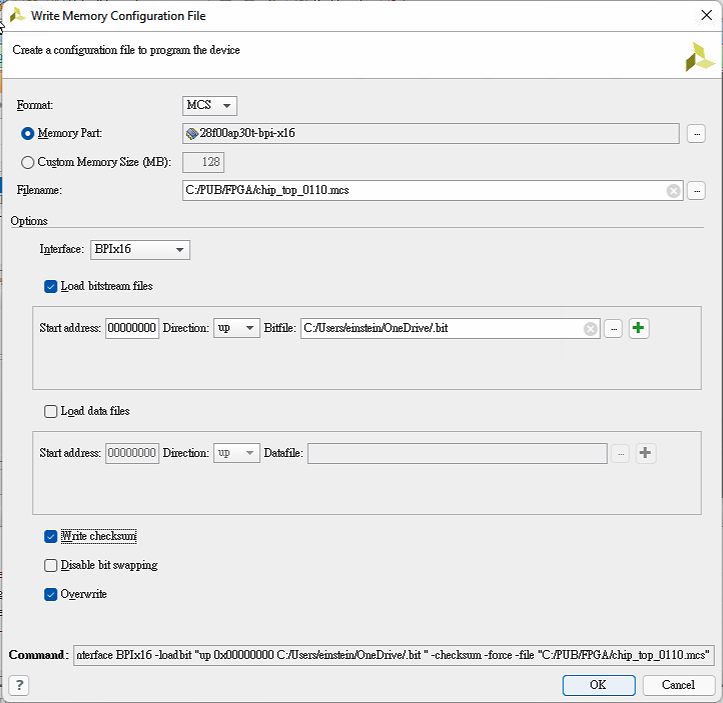 Write Memory Configuration File
Create a configuration file to program the device
Format: MCS
Memory Part: 28f00ap30t-bpi-x16 ...
Custom Memory Size (MB): 128
Filename: C:/PUB/FPGA/chip_top_0110.mcs ...
Options
Interface: BPIx16
Load bitstream files
Start address: 00000000 Direction: up Bitfile: C:/Users/einstein/OneDrive/.bit ...
Load data files
Start address: 00000000 Direction: up Datafile: ...
Write checksum
Disable bit swapping
Overwrite
Command: nterface BPIx16 -loadbit "up 0x00000000 C:/Users/einstein/OneDrive/.bit " -checksum -force -file "C:/PUB/FPGA/chip_top_0110.mcs"
? OK Cancel